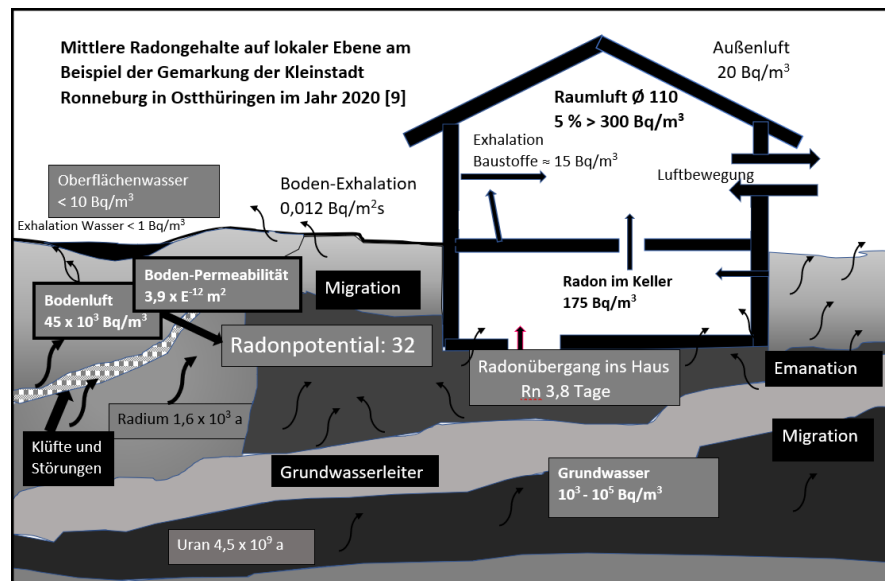 Mittlere Radongehalte auf lokaler Ebene am
Beispiel der Gemarkung der Kleinstadt
Ronneburg in Ostthüringen im Jahr 2020 [9]
Außenluft
20 Bq/m³
Raumluft Ø 110
5 % > 300 Bq/m³
Exhalation
Baustoffe ≈ 15 Bq/m³
Luftbewegung
Oberflächenwasser
< 10 Bq/m³
Exhalation Wasser < 1 Bq/m³
Boden-Exhalation
0,012 Bq/m²s
Boden-Permeabilität
3,9 x E⁻¹² m²
Migration
Bodenluft
45 x 10³ Bq/m³
Radon im Keller
175 Bq/m³
Radonpotential: 32
Radonübergang ins Haus
Rn 3,8 Tage
Emanation
Radium 1,6 x 10³ a
Klüfte und
Störungen
Migration
Grundwasserleiter
Grundwasser
10³ - 10⁵ Bq/m³
Uran 4,5 x 10⁹ a